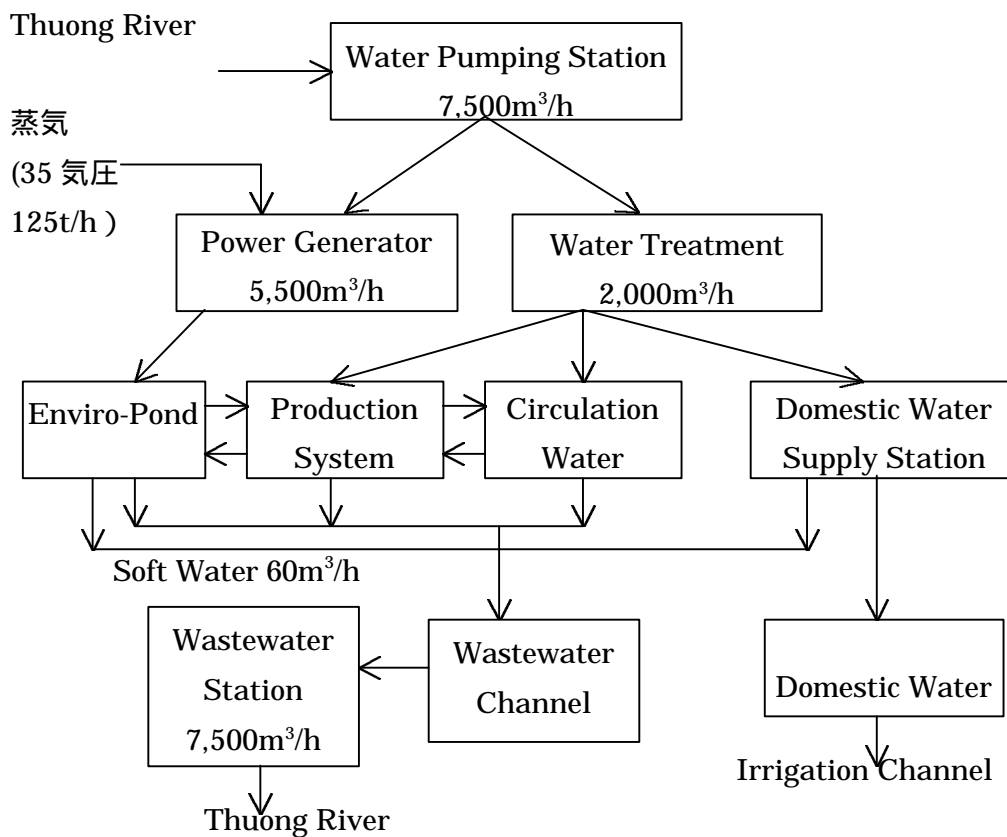 Thuong River
Water Pumping Station
7,500m³/h
蒸気
(35 気圧
125t/h )
Power Generator
5,500m³/h
Water Treatment
2,000m³/h
Enviro-Pond
Production
System
Circulation
Water
Domestic Water
Supply Station
Soft Water 60m³/h
Wastewater
Station
7,500m³/h
Wastewater
Channel
Domestic Water
Irrigation Channel
Thuong River